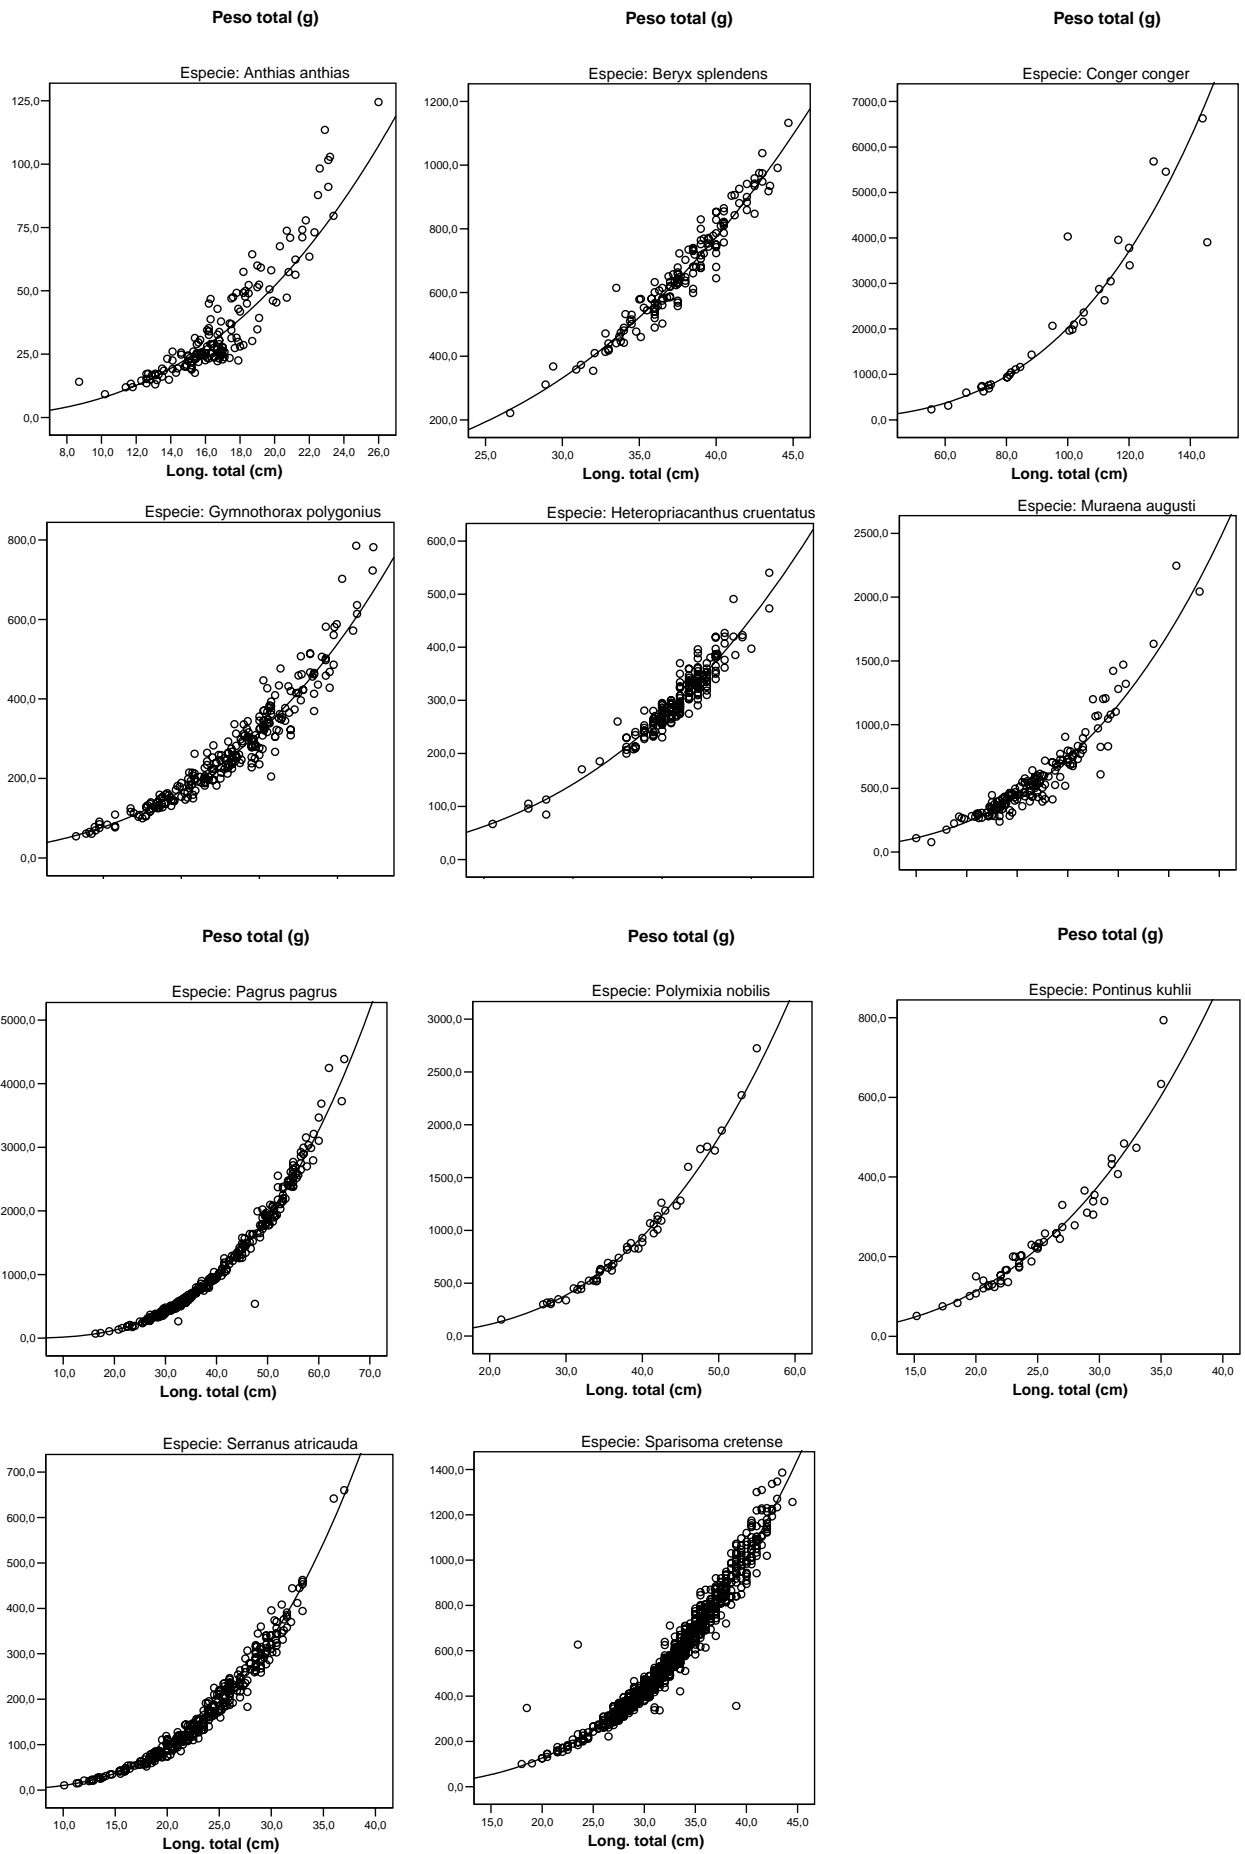 Peso total (g)
Peso total (g)
Peso total (g)
Especie: Anthias anthias
125,0
100,0
75,0
50,0
25,0
0,0
8,0 10,0 12,0 14,0 16,0 18,0 20,0 22,0 24,0 26,0
Long. total (cm)
Especie: Beryx splendens
1200,0
1000,0
800,0
600,0
400,0
200,0
25,0 30,0 35,0 40,0 45,0
Long. total (cm)
Especie: Conger conger
7000,0
6000,0
5000,0
4000,0
3000,0
2000,0
1000,0
0,0
60,0 80,0 100,0 120,0 140,0
Long. total (cm)
Especie: Gymnothorax polygonius
800,0
600,0
400,0
200,0
0,0
Especie: Heteropriacanthus cruentatus
600,0
500,0
400,0
300,0
200,0
100,0
0,0
Especie: Muraena augusti
2500,0
2000,0
1500,0
1000,0
500,0
0,0
Peso total (g)
Peso total (g)
Peso total (g)
Especie: Pagrus pagrus
5000,0
4000,0
3000,0
2000,0
1000,0
0,0
10,0 20,0 30,0 40,0 50,0 60,0 70,0
Long. total (cm)
Especie: Polymixia nobilis
3000,0
2500,0
2000,0
1500,0
1000,0
500,0
0,0
20,0 30,0 40,0 50,0 60,0
Long. total (cm)
Especie: Pontinus kuhlii
800,0
600,0
400,0
200,0
0,0
15,0 20,0 25,0 30,0 35,0 40,0
Long. total (cm)
Especie: Serranus atricauda
700,0
600,0
500,0
400,0
300,0
200,0
100,0
0,0
10,0 15,0 20,0 25,0 30,0 35,0 40,0
Long. total (cm)
Especie: Sparisoma cretense
1400,0
1200,0
1000,0
800,0
600,0
400,0
200,0
0,0
15,0 20,0 25,0 30,0 35,0 40,0 45,0
Long. total (cm)